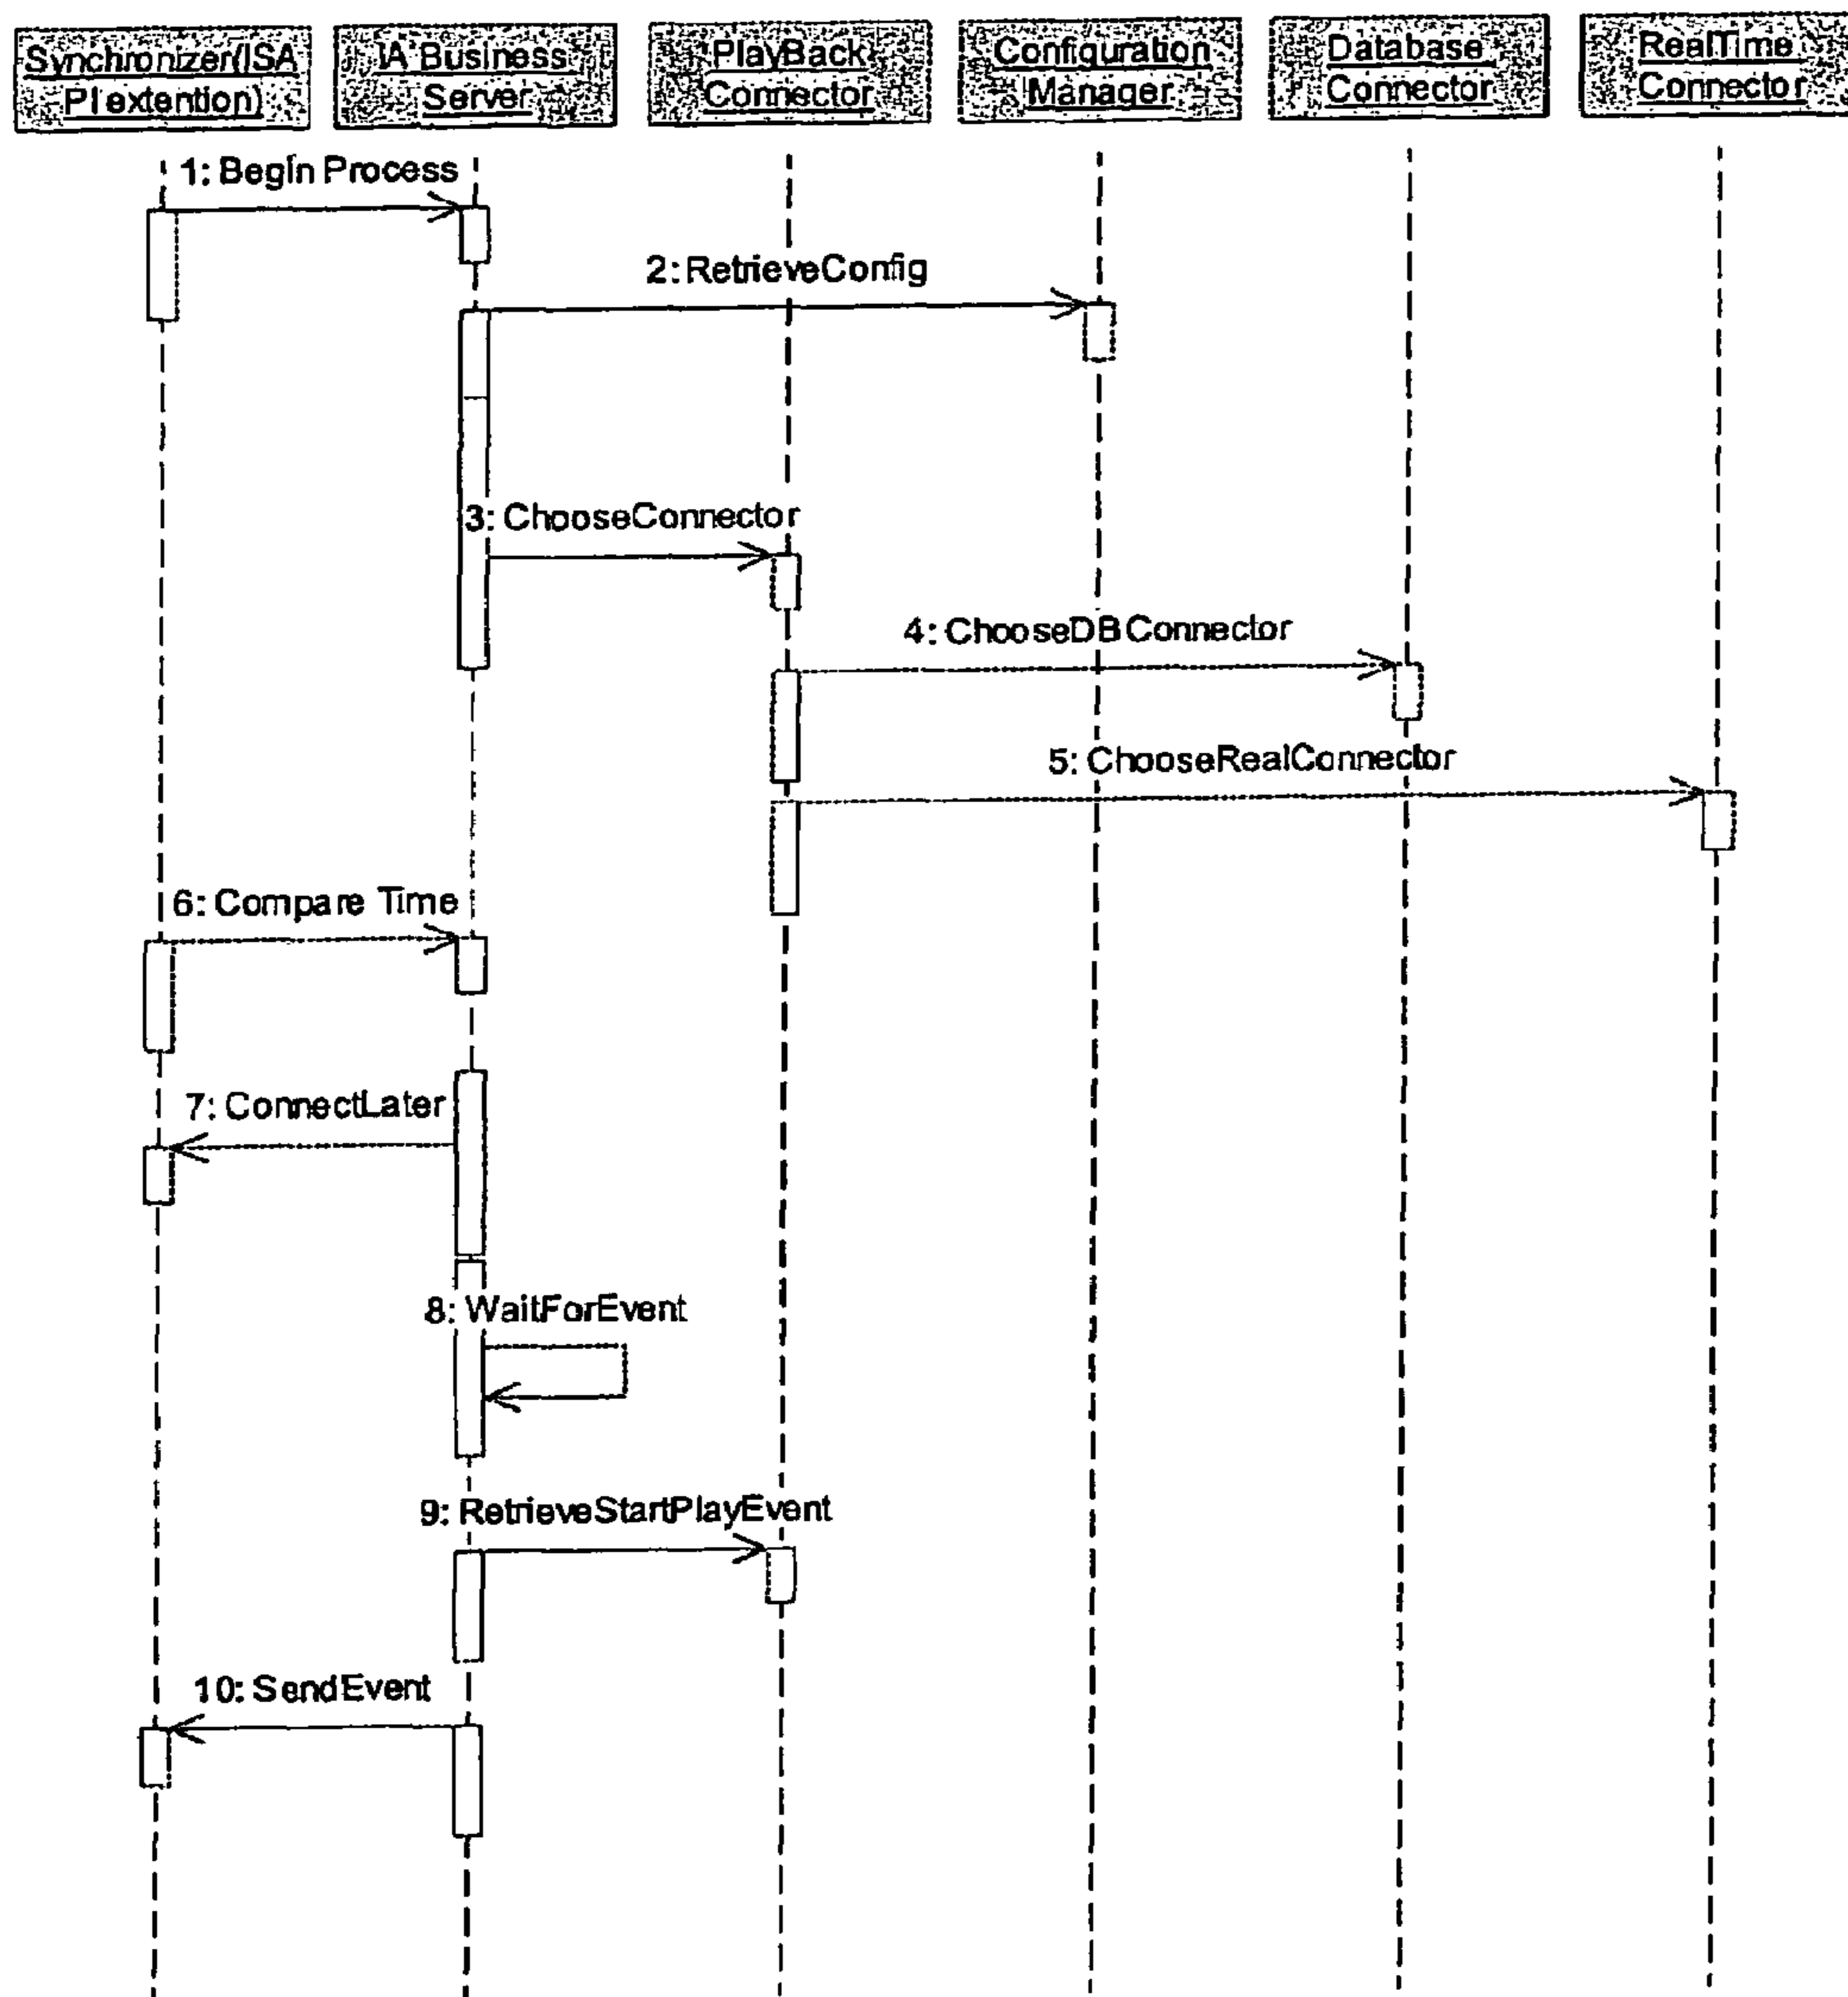 Synchronizer(ISA
PI extention)
IA Business
Server
PlayBack
Connector
Configuration
Manager
Database
Connector
RealTime
Connector
1: Begin Process
2: RetrieveConfig
3: ChooseConnector
4: ChooseDBConnector
5: ChooseRealConnector
6: Compare Time
7: ConnectLater
8: WaitForEvent
9: RetrieveStartPlayEvent
10: SendEvent